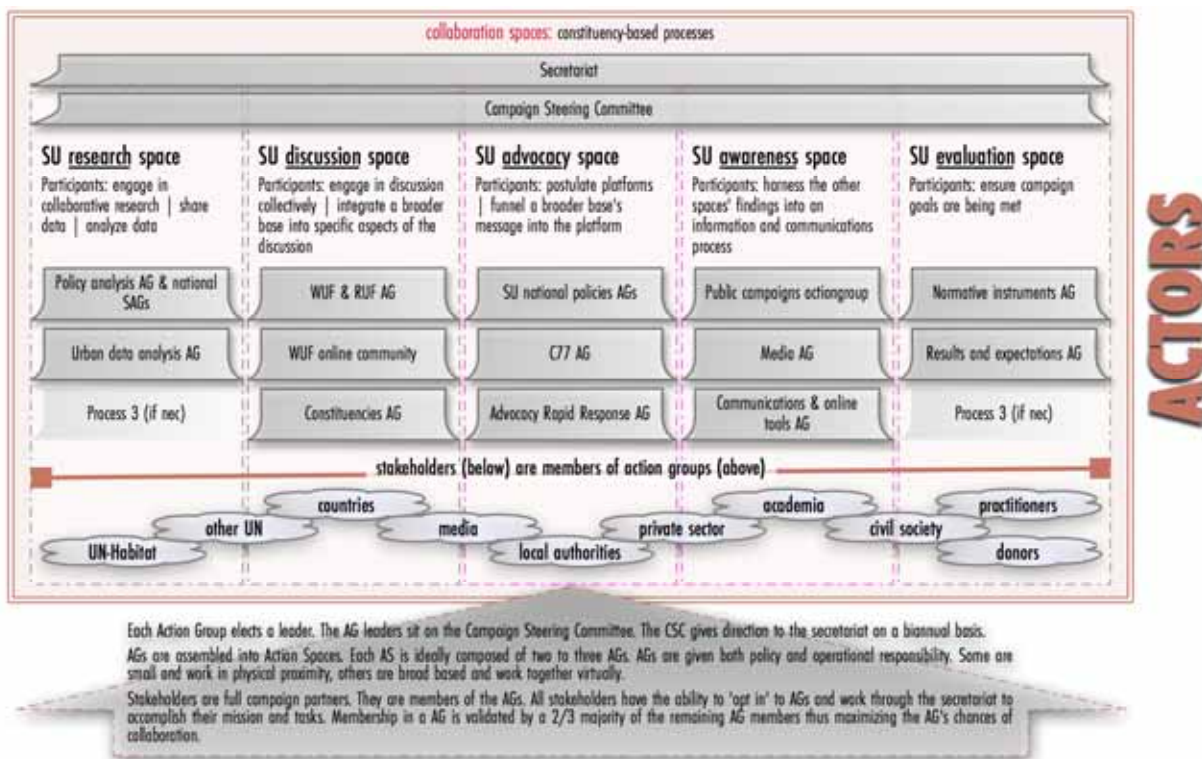 collaboration spaces: constituency-based processes
Secretariat
Campaign Steering Committee
SU research space
Participants: engage in
collaborative research | share
data | analyze data
Policy analysis AG & national
SAGs
Urban data analysis AG
Process 3 (if nec)
SU discussion space
Participants: engage in discussion
collectively | integrate a broader
base into specific aspects of the
discussion
WUF & RUF AG
WUF online community
Constituencies AG
SU advocacy space
Participants: postulate platforms
| funnel a broader base's
message into the platform
SU national policies AGs
C77 AG
Advocacy Rapid Response AG
SU awareness space
Participants: harness the other
spaces' findings into an
information and communications
process
Public campaigns actiongroup
Media AG
Communications & online
tools AG
SU evaluation space
Participants: ensure campaign
goals are being met
Normative instruments AG
Results and expectations AG
Process 3 (if nec)
stakeholders (below) are members of action groups (above)
UN-Habitat
other UN
countries
media
local authorities
private sector
academia
civil society
practitioners
donors
ACTORS
Each Action Group elects a leader. The AG leaders sit on the Campaign Steering Committee. The CSC gives direction to the secretariat on a biannual basis.
AGs are assembled into Action Spaces. Each AS is ideally composed of two to three AGs. AGs are given both policy and operational responsibility. Some are
small and work in physical proximity, others are broad based and work together virtually.
Stakeholders are full campaign partners. They are members of the AGs. All stakeholders have the ability to 'opt in' to AGs and work through the secretariat to
accomplish their mission and tasks. Membership in a AG is validated by a 2/3 majority of the remaining AG members thus maximizing the AG's chances of
collaboration.